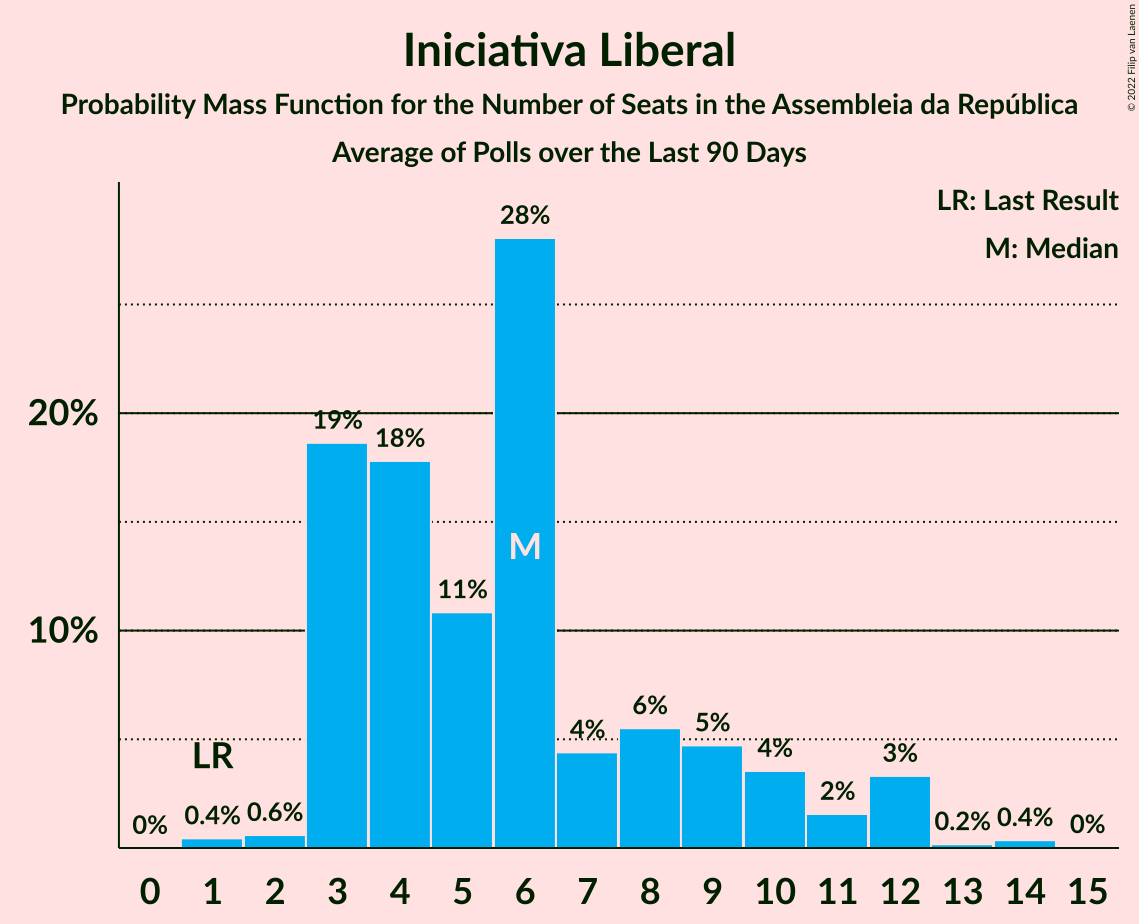 Iniciativa Liberal
Probability Mass Function for the Number of Seats in the Assembleia da República
Average of Polls over the Last 90 Days
© 2022 Filip van Laenen
LR: Last Result
M: Median
28%
20%
19%
18%
M
11%
10%
6%
5%
4%
4%
3%
LR
2%
0%
0.4%
0.6%
0.2%
0.4%
0%
0 1 2 3 4 5 6 7 8 9 10 11 12 13 14 15